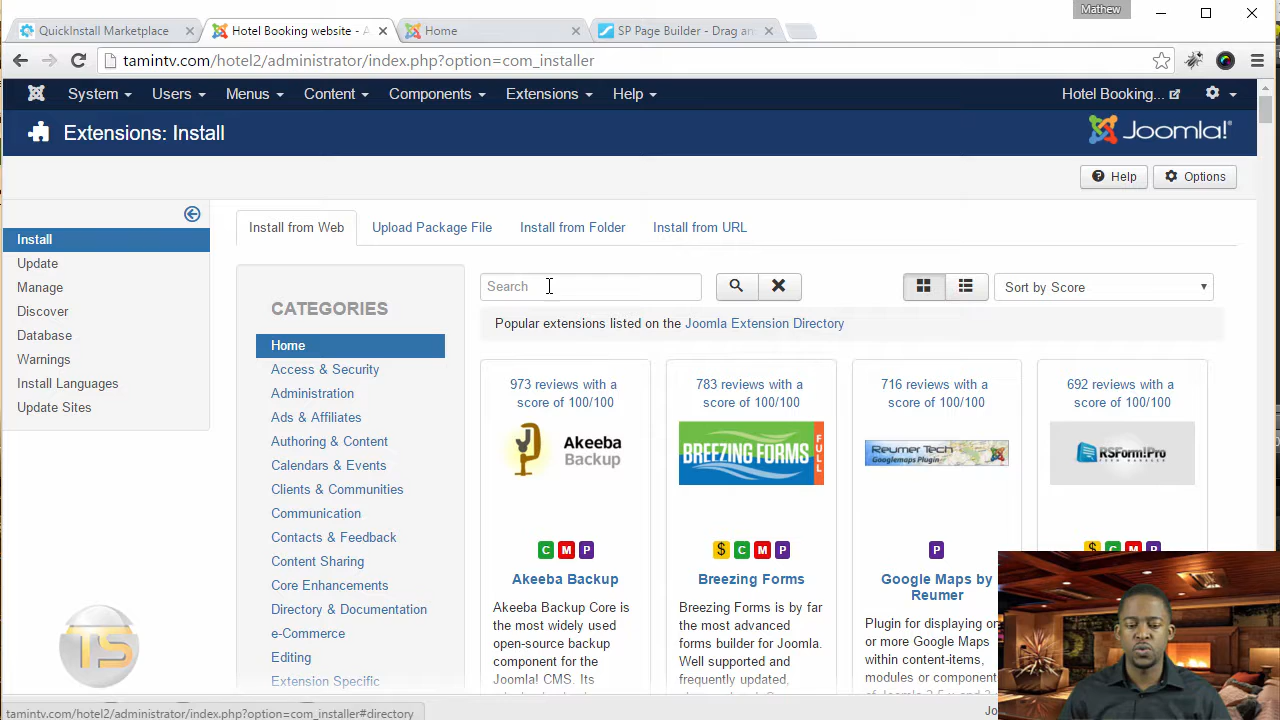 Mathew
QuickInstall Marketplace
Hotel Booking website - A
Home
SP Page Builder - Drag an
tamintv.com/hotel2/administrator/index.php?option=com_installer
System
Users
Menus
Content
Components
Extensions
Help
Hotel Booking...
Extensions: Install
Joomla!
Help
Options
Install
Update
Manage
Discover
Database
Warnings
Install Languages
Update Sites
Install from Web
Upload Package File
Install from Folder
Install from URL
CATEGORIES
Home
Access & Security
Administration
Ads & Affiliates
Authoring & Content
Calendars & Events
Clients & Communities
Communication
Contacts & Feedback
Content Sharing
Core Enhancements
Directory & Documentation
e-Commerce
Editing
Extension Specific
Search
Sort by Score
Popular extensions listed on the Joomla Extension Directory
973 reviews with a
score of 100/100
Akeeba
Backup
C M P
Akeeba Backup
Akeeba Backup Core is
the most widely used
open-source backup
component for the
Joomla! CMS. Its
783 reviews with a
score of 100/100
BREEZING FORMS
FULL
$ C M P
Breezing Forms
Breezing Forms is by far
the most advanced
forms builder for Joomla.
Well supported and
frequently updated,
716 reviews with a
score of 100/100
Reumer Tech
Googlemaps Plugin
P
Google Maps by
Reumer
Plugin for displaying on
or more Google Maps
within content-items,
modules or component
692 reviews with a
score of 100/100
RSForm!Pro
$ C M P
TS
tamintv.com/hotel2/administrator/index.php?option=com_installer#directory
Jo